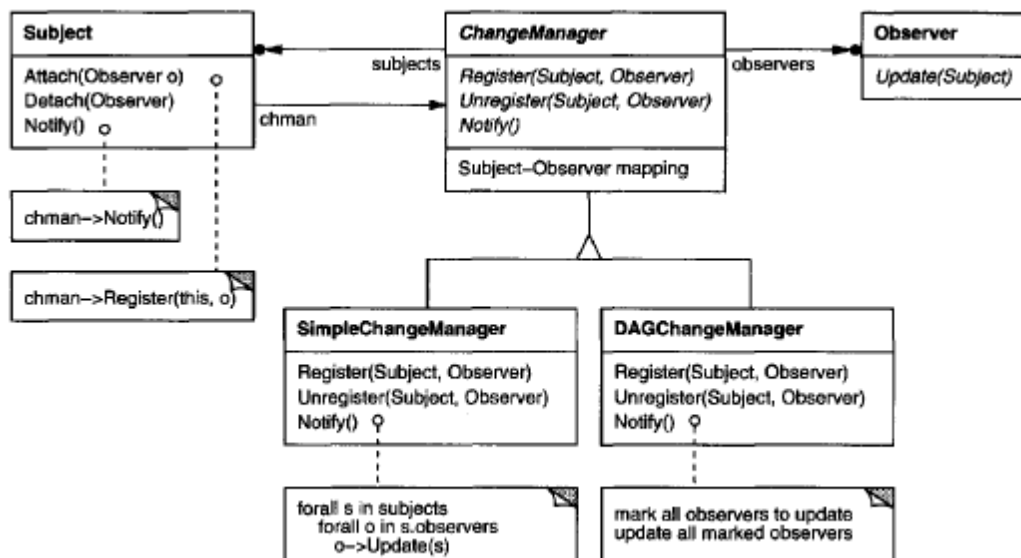 Subject
Attach(Observer o)
Detach(Observer)
Notify()
chman->Notify()
chman->Register(this, o)
subjects
chman
ChangeManager
Register(Subject, Observer)
Unregister(Subject, Observer)
Notify()
Subject-Observer mapping
observers
Observer
Update(Subject)
SimpleChangeManager
Register(Subject, Observer)
Unregister(Subject, Observer)
Notify()
forall s in subjects
forall o in s.observers
o->Update(s)
DAGChangeManager
Register(Subject, Observer)
Unregister(Subject, Observer)
Notify()
mark all observers to update
update all marked observers